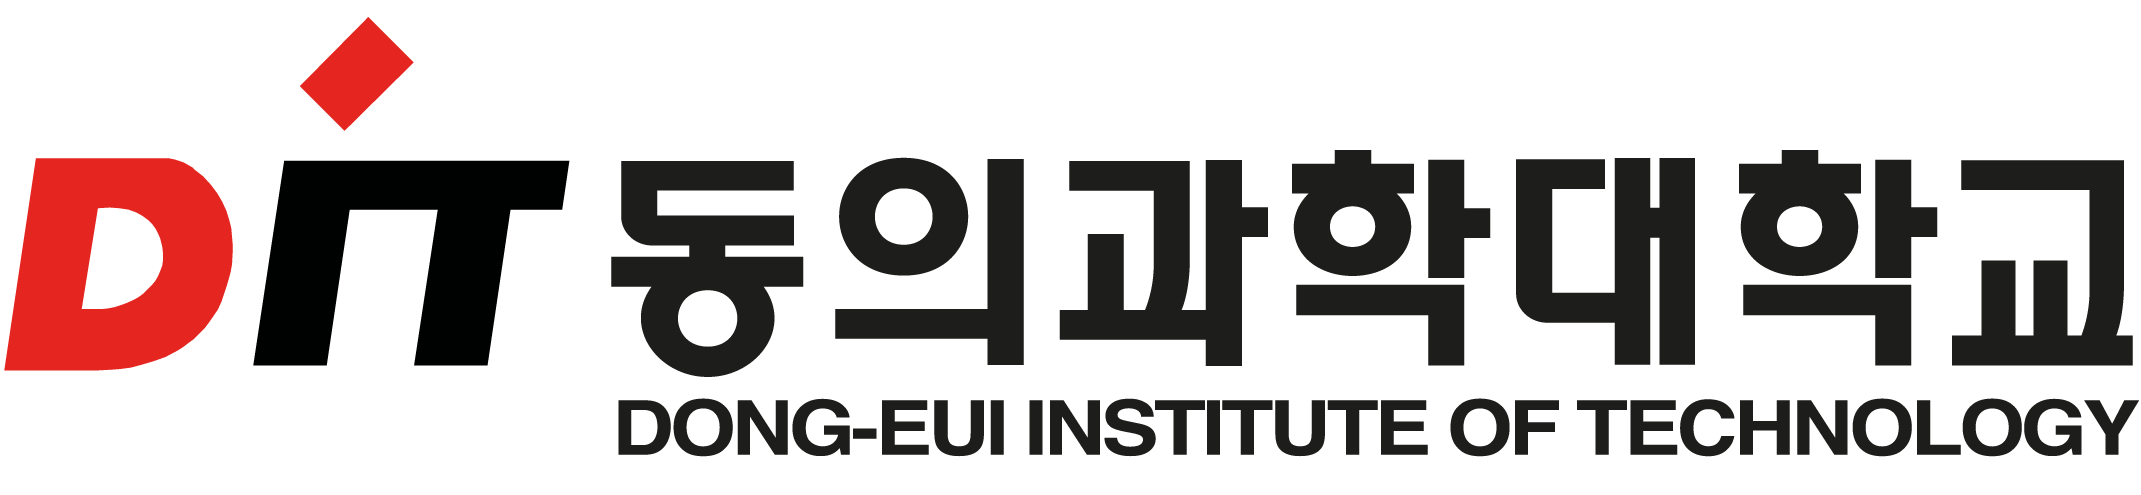 DIT 동의과학대학교
DONG-EUI INSTITUTE OF TECHNOLOGY